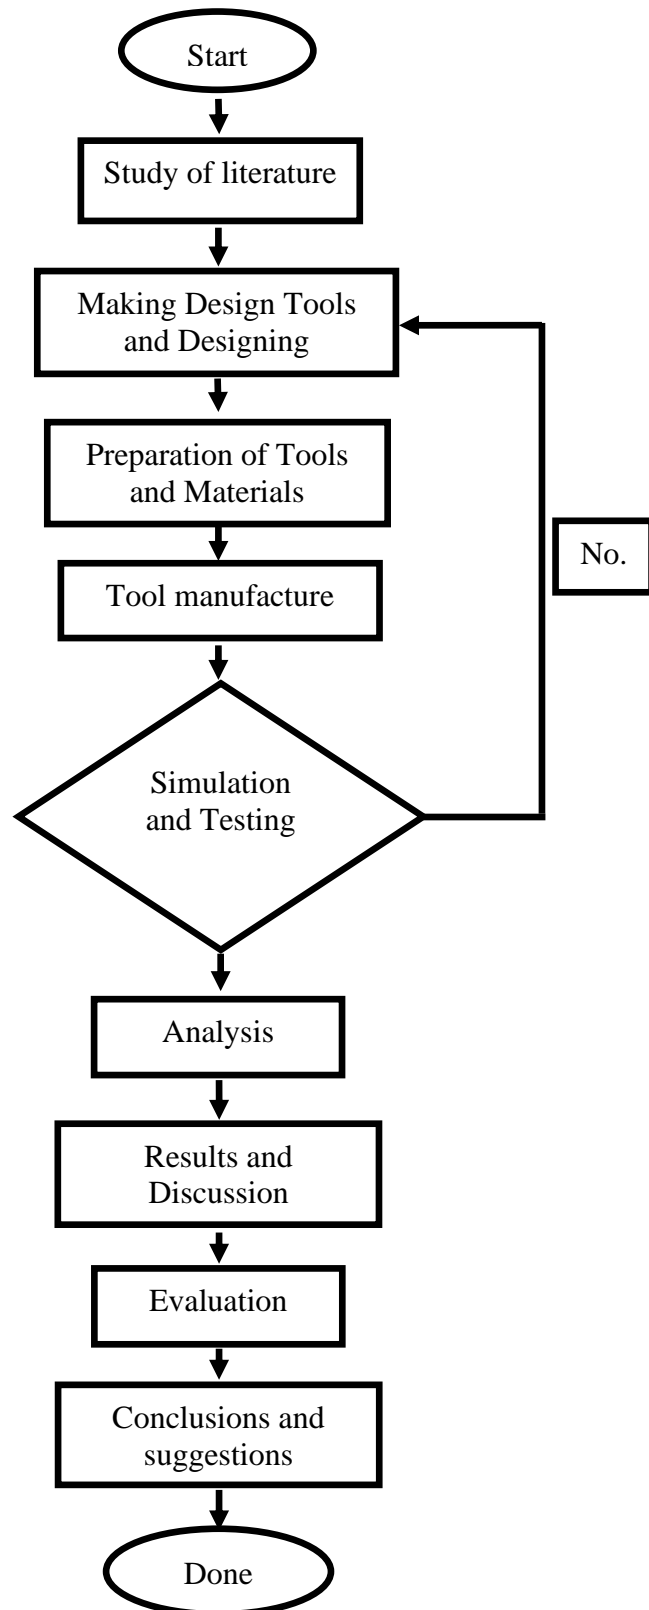 Start
Study of literature
Making Design Tools
and Designing
Preparation of Tools
and Materials
No.
Tool manufacture
Simulation
and Testing
Analysis
Results and
Discussion
Evaluation
Conclusions and
suggestions
Done